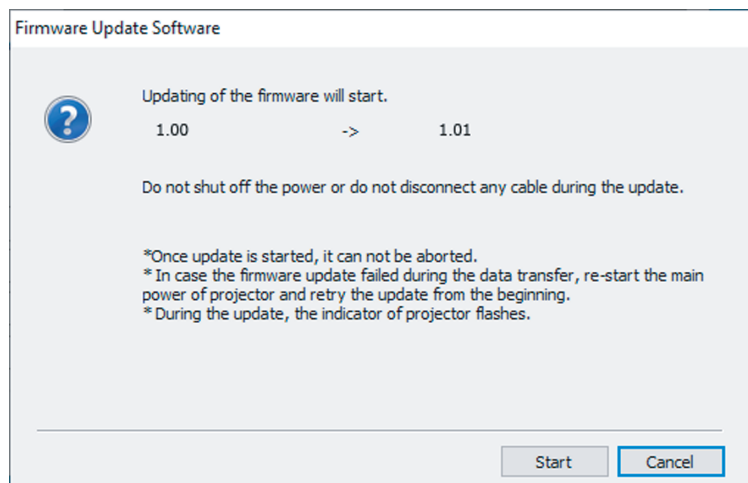 Firmware Update Software
Updating of the firmware will start.
1.00 -> 1.01
Do not shut off the power or do not disconnect any cable during the update.
*Once update is started, it can not be aborted.
* In case the firmware update failed during the data transfer, re-start the main
power of projector and retry the update from the beginning.
* During the update, the indicator of projector flashes.
Start Cancel